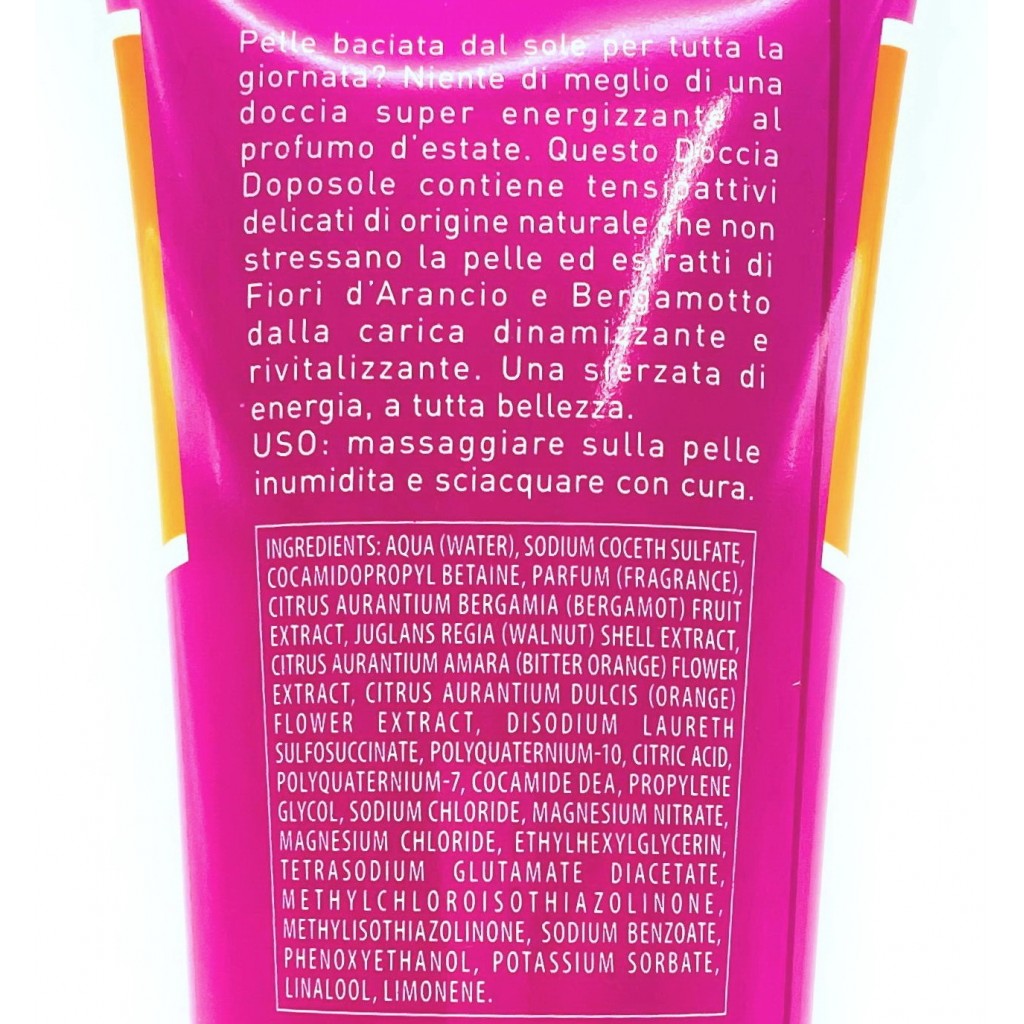 Pelle baciata dal sole per tutta la
giornata? Niente di meglio di una
doccia super energizzante al
profumo d'estate. Questo Doccia
Doposole contiene tensioattivi
delicati di origine naturale che non
stressano la pelle ed estratti di
Fiori d'Arancio e Bergamotto
dalla carica dinamizzante e
rivitalizzante. Una sferzata di
energia, a tutta bellezza.
USO: massaggiare sulla pelle
inumidita e sciacquare con cura.
INGREDIENTS: AQUA (WATER), SODIUM COCETH SULFATE,
COCAMIDOPROPYL BETAINE, PARFUM (FRAGRANCE),
CITRUS AURANTIUM BERGAMIA (BERGAMOT) FRUIT
EXTRACT, JUGLANS REGIA (WALNUT) SHELL EXTRACT,
CITRUS AURANTIUM AMARA (BITTER ORANGE) FLOWER
EXTRACT, CITRUS AURANTIUM DULCIS (ORANGE)
FLOWER EXTRACT, DISODIUM LAURETH
SULFOSUCCINATE, POLYQUATERNIUM-10, CITRIC ACID,
POLYQUATERNIUM-7, COCAMIDE DEA, PROPYLENE
GLYCOL, SODIUM CHLORIDE, MAGNESIUM NITRATE,
MAGNESIUM CHLORIDE, ETHYLHEXYLGLYCERIN,
TETRASODIUM GLUTAMATE DIACETATE,
METHYLCHLOROISOTHIAZOLINONE,
METHYLISOTHIAZOLINONE, SODIUM BENZOATE,
PHENOXYETHANOL, POTASSIUM SORBATE,
LINALOOL, LIMONENE.